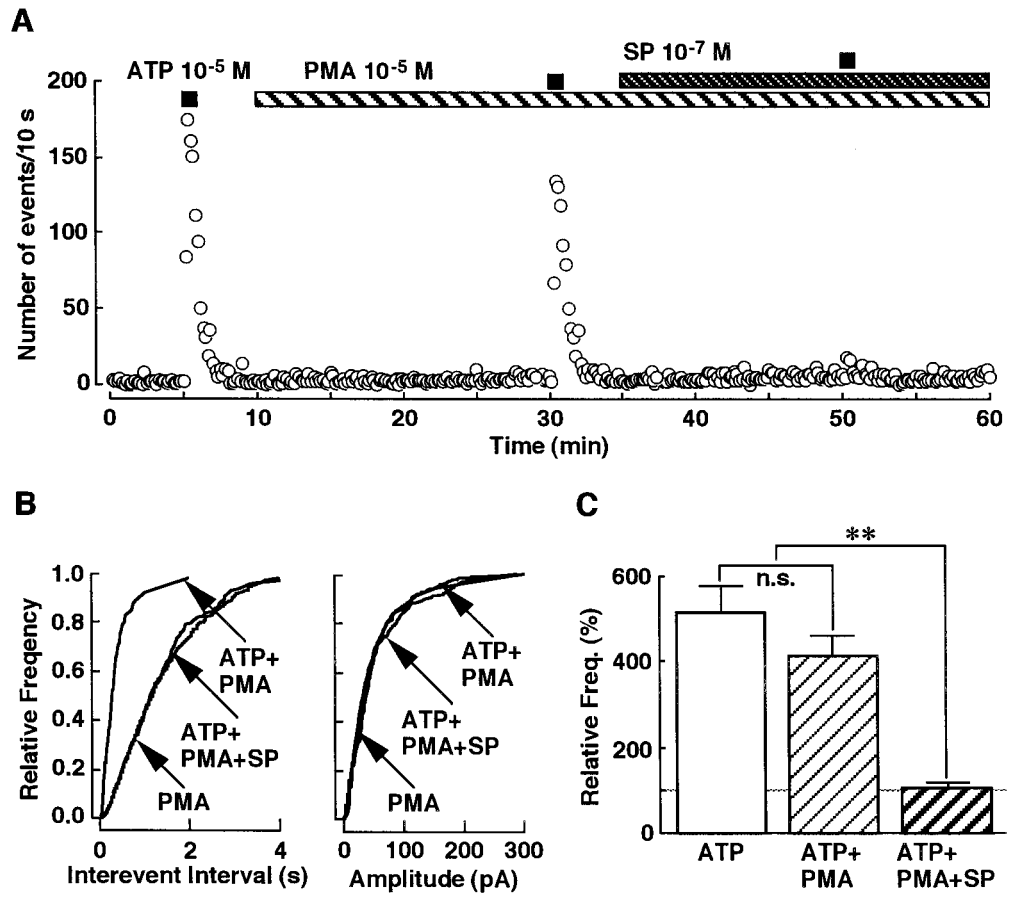 A
ATP 10-5 M
PMA 10-5 M
SP 10-7 M
Number of events/10 s
200
150
100
50
0
0
10
20
30
40
50
60
Time (min)
B
Relative Freqency
1.0
0.8
0.6
0.4
0.2
0.0
ATP+
PMA
ATP+
PMA+SP
PMA
0
2
4
Interevent Interval (s)
ATP+
PMA
ATP+
PMA+SP
PMA
0
100
200
300
Amplitude (pA)
C
**
n.s.
Relative Freq. (%)
600
400
200
0
ATP
ATP+
PMA
ATP+
PMA+SP